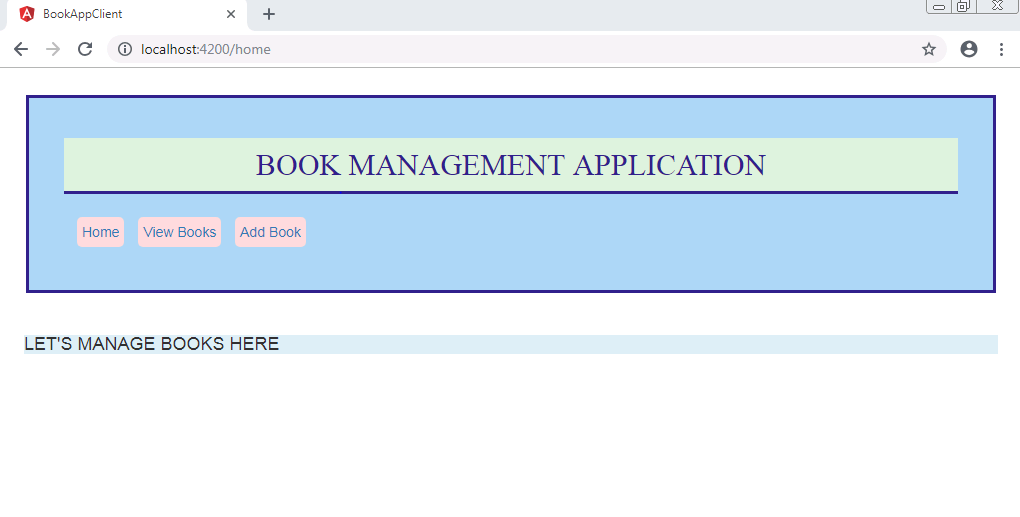 BookAppClient
localhost:4200/home
BOOK MANAGEMENT APPLICATION
Home View Books Add Book
LET'S MANAGE BOOKS HERE